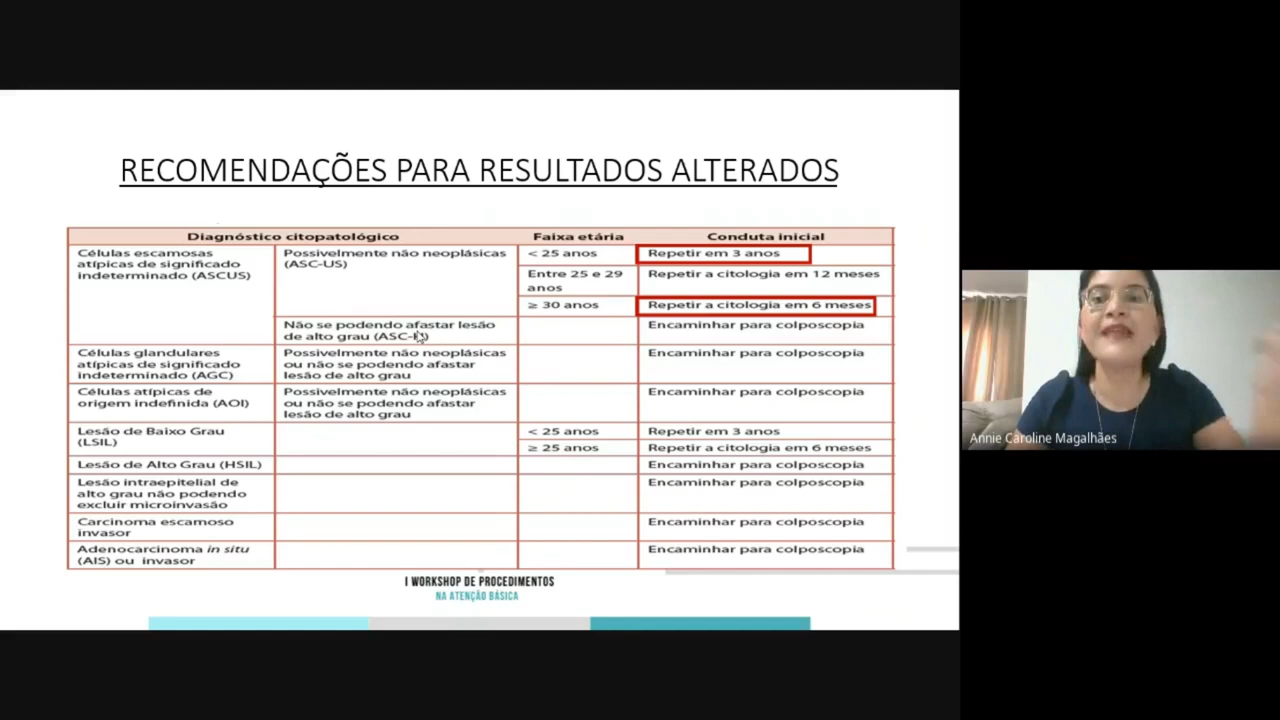 RECOMENDAÇÕES PARA RESULTADOS ALTERADOS
Diagnóstico citopatológico
Faixa etária
Conduta inicial
Células escamosas
atípicas de significado
indeterminado (ASCUS)
Possivelmente não neoplásicas
(ASC-US)
< 25 anos
Repetir em 3 anos
Entre 25 e 29
anos
Repetir a citologia em 12 meses
≥ 30 anos
Repetir a citologia em 6 meses
Não se podendo afastar lesão
de alto grau (ASC-H)
Encaminhar para colposcopia
Células glandulares
atípicas de significado
indeterminado (AGC)
Possivelmente não neoplásicas
ou não se podendo afastar
lesão de alto grau
Encaminhar para colposcopia
Células atípicas de
origem indefinida (AOI)
Possivelmente não neoplásicas
ou não se podendo afastar
lesão de alto grau
Encaminhar para colposcopia
Lesão de Baixo Grau
(LSIL)
< 25 anos
Repetir em 3 anos
≥ 25 anos
Repetir a citologia em 6 meses
Lesão de Alto Grau (HSIL)
Encaminhar para colposcopia
Lesão intraepitelial de
alto grau não podendo
excluir microinvasão
Encaminhar para colposcopia
Carcinoma escamoso
invasor
Encaminhar para colposcopia
Adenocarcinoma in situ
(AIS) ou invasor
Encaminhar para colposcopia
I WORKSHOP DE PROCEDIMENTOS
NA ATENÇÃO BÁSICA
Annie Caroline Magalhães